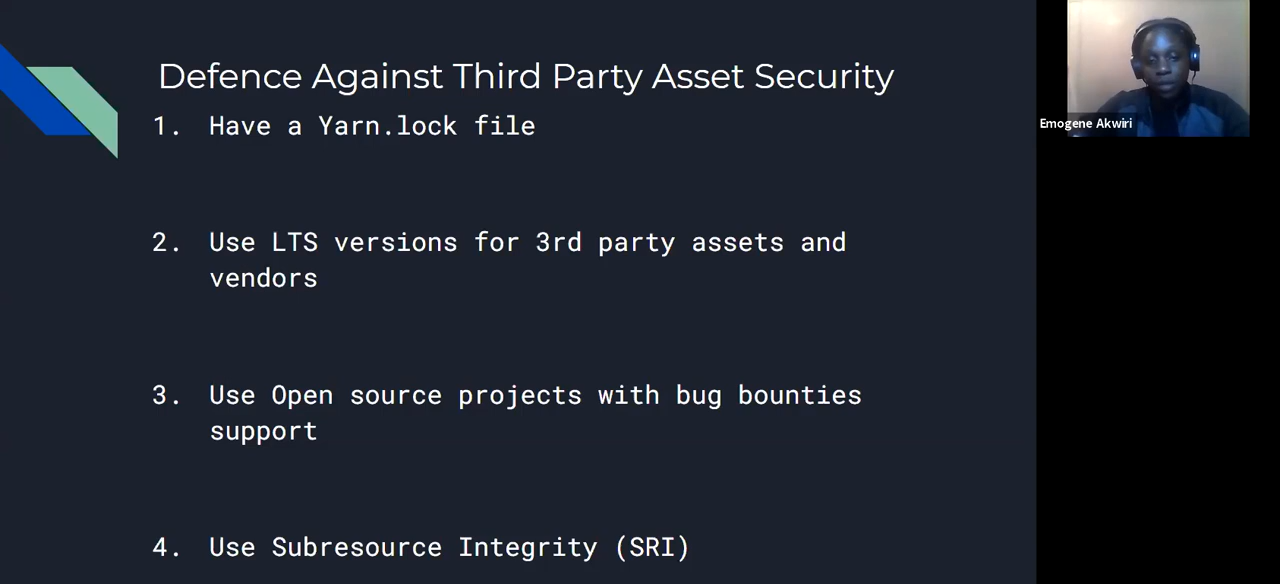 Defence Against Third Party Asset Security
1. Have a Yarn.lock file
2. Use LTS versions for 3rd party assets and
vendors
3. Use Open source projects with bug bounties
support
4. Use Subresource Integrity (SRI)
Emogene Akwiri